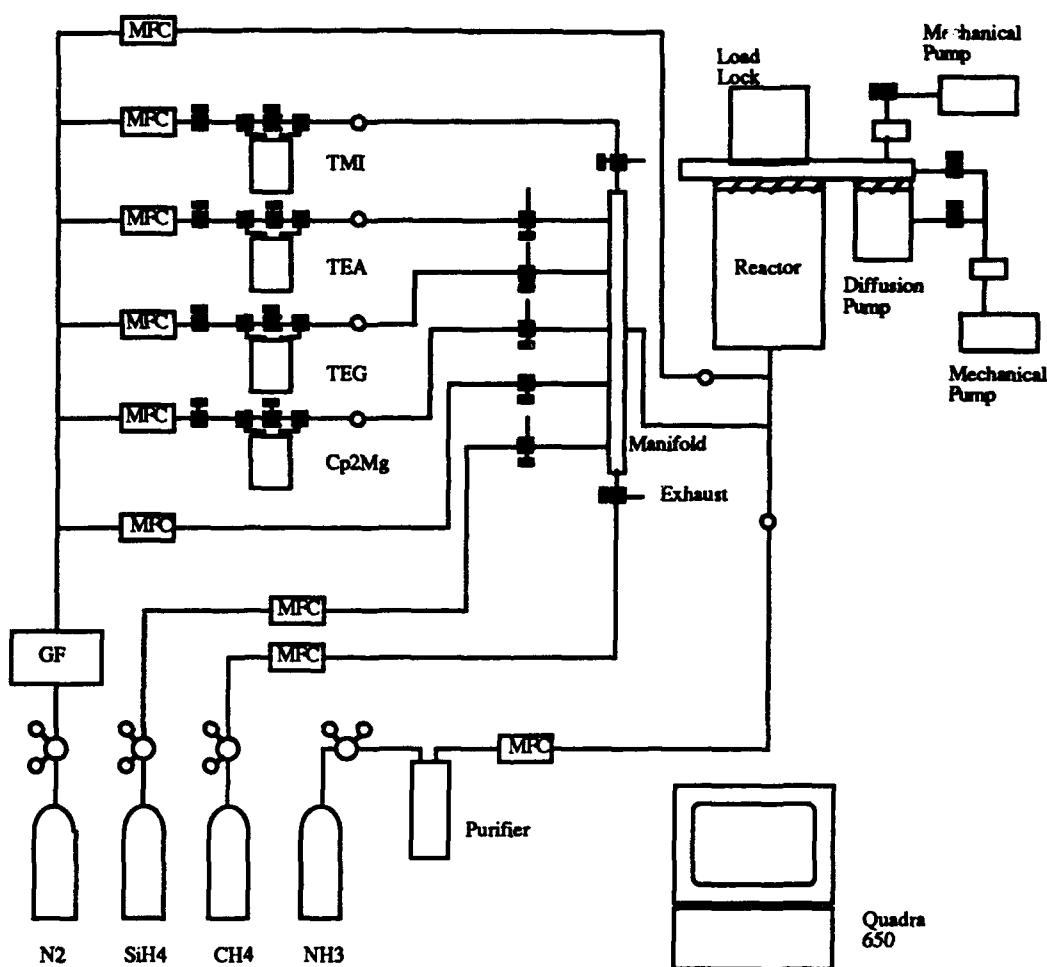 MFC
Mechanical
Pump
Load
Lock
MFC
TMI
MFC
TEA
Reactor
Diffusion
Pump
MFC
TEG
Mechanical
Pump
MFC
Cp2Mg
Manifold
Exhaust
MFC
MFC
GF
MFC
MFC
Purifier
Quadra
650
N2
SiH4
CH4
NH3